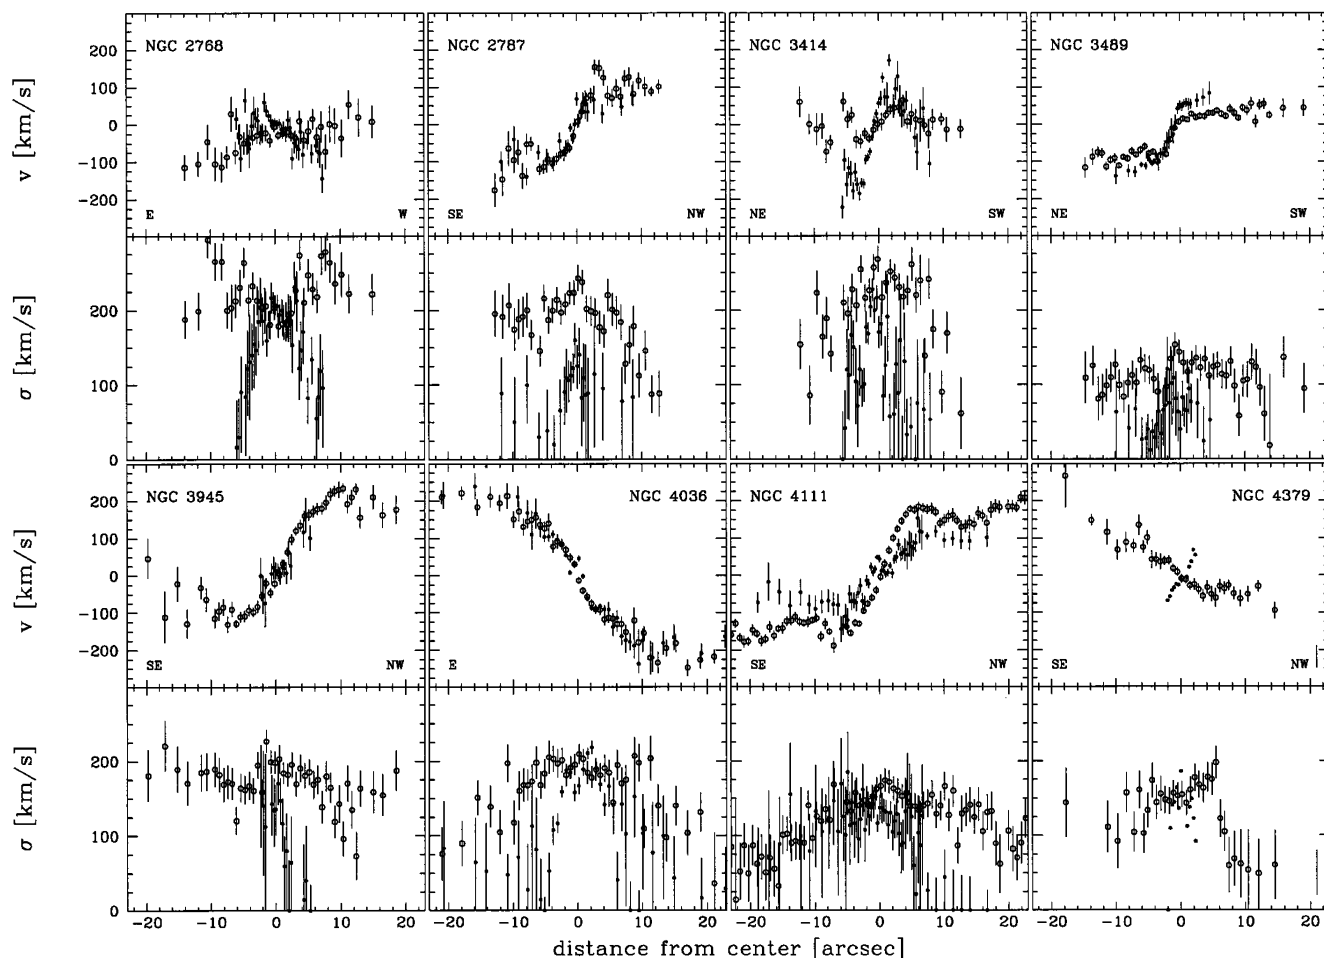 NGC 2768 NGC 2787 NGC 3414 NGC 3489
v [km/s]
200
100
0
-100
-200
E W SE NW NE SW NE SW
σ [km/s]
200
100
0
NGC 3945 NGC 4036 NGC 4111 NGC 4379
v [km/s]
200
100
0
-100
-200
SE NW E SE NW SE NW
σ [km/s]
200
100
0
-20 -10 0 10 20 -20 -10 0 10 20 -20 -10 0 10 20 -20 -10 0 10 20
distance from center [arcsec]